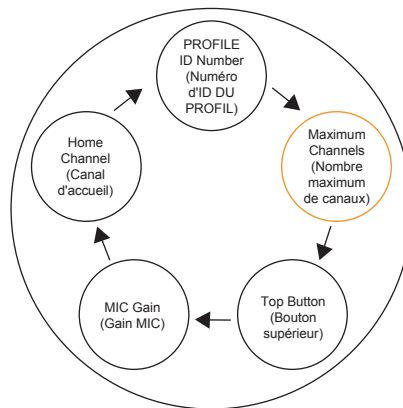 PROFILE
ID Number
(Numéro
d'ID DU
PROFIL)
Maximum
Channels
(Nombre
maximum
de canaux)
Top Button
(Bouton
supérieur)
MIC Gain
(Gain MIC)
Home
Channel
(Canal
d'accueil)